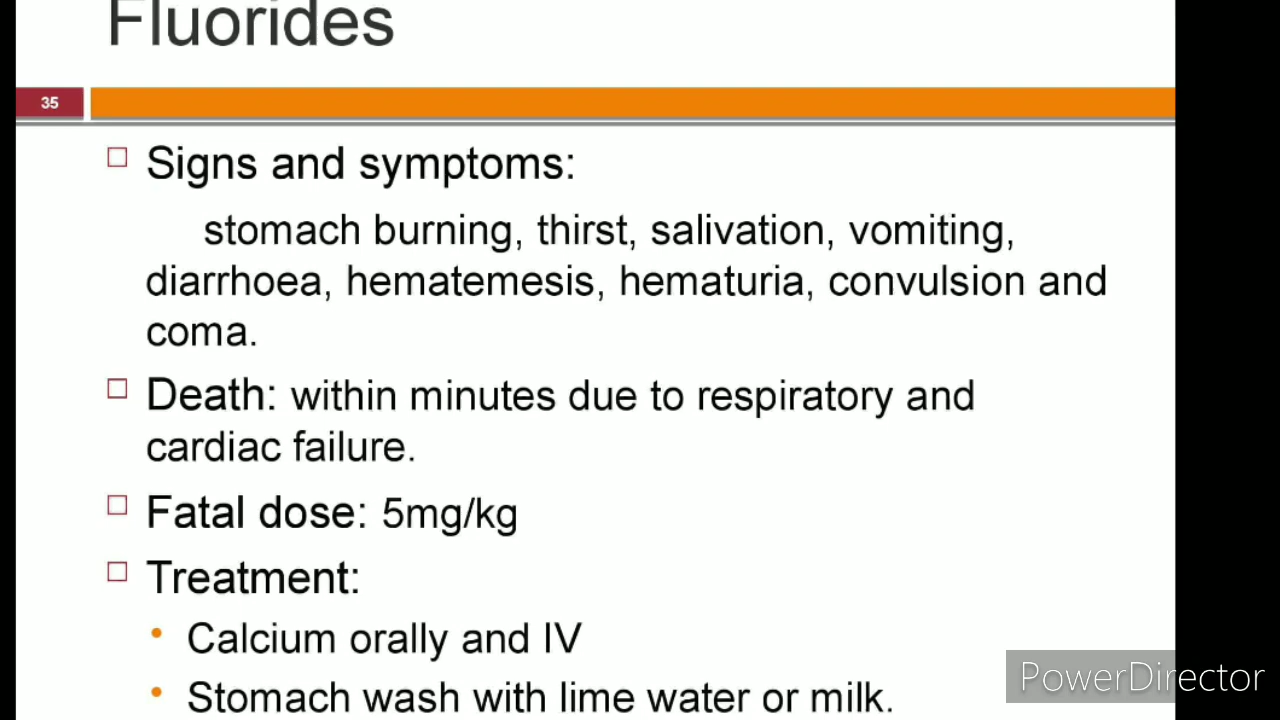 Fluorides
35
Signs and symptoms:
stomach burning, thirst, salivation, vomiting,
diarrhoea, hematemesis, hematuria, convulsion and
coma.
Death: within minutes due to respiratory and
cardiac failure.
Fatal dose: 5mg/kg
Treatment:
Calcium orally and IV
Stomach wash with lime water or milk.
PowerDirector